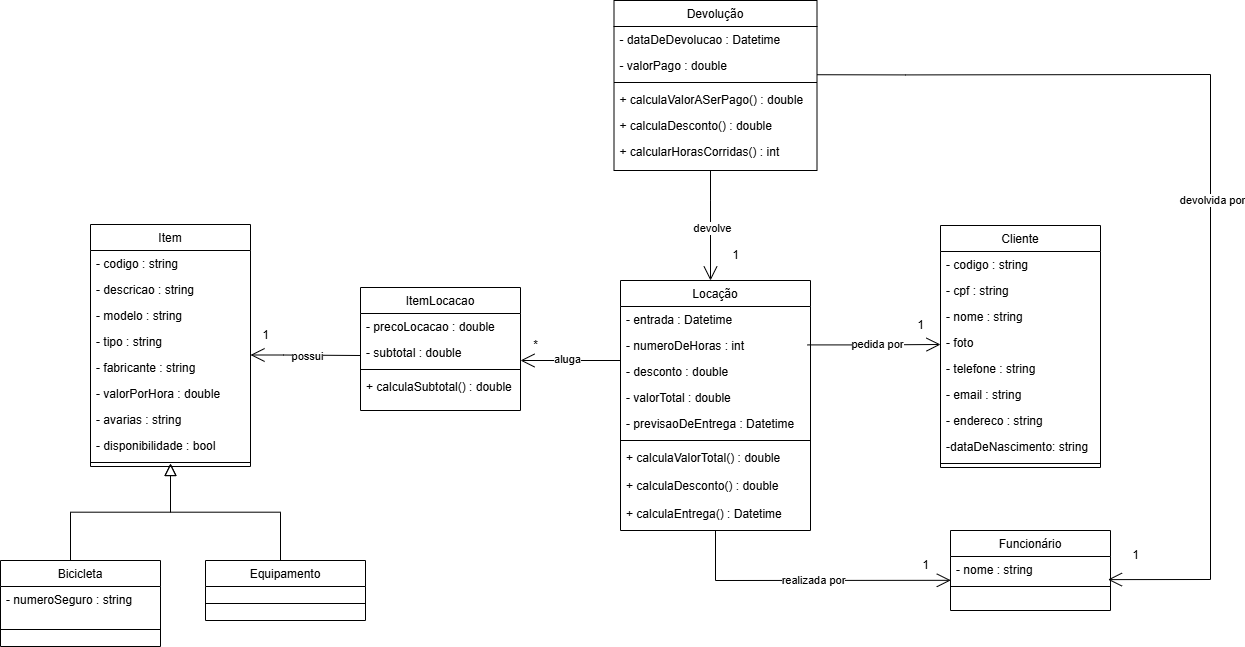 Devolução
- dataDeDevolucao : Datetime
- valorPago : double
+ calculaValorASerPago() : double
+ calculaDesconto() : double
+ calcularHorasCorridas() : int
devolve
1
devolvida por
Item
- codigo : string
- descricao : string
- modelo : string
- tipo : string
- fabricante : string
- valorPorHora : double
- avarias : string
- disponibilidade : bool
1
possui
ItemLocacao
- precoLocacao : double
- subtotal : double
+ calculaSubtotal() : double
*
aluga
Locação
- entrada : Datetime
- numeroDeHoras : int
- desconto : double
- valorTotal : double
- previsaoDeEntrega : Datetime
+ calculaValorTotal() : double
+ calculaDesconto() : double
+ calculaEntrega() : Datetime
pedida por
1
Cliente
- codigo : string
- cpf : string
- nome : string
- foto
- telefone : string
- email : string
- endereco : string
-dataDeNascimento: string
Bicicleta
- numeroSeguro : string
Equipamento
realizada por
1
Funcionário
- nome : string
1